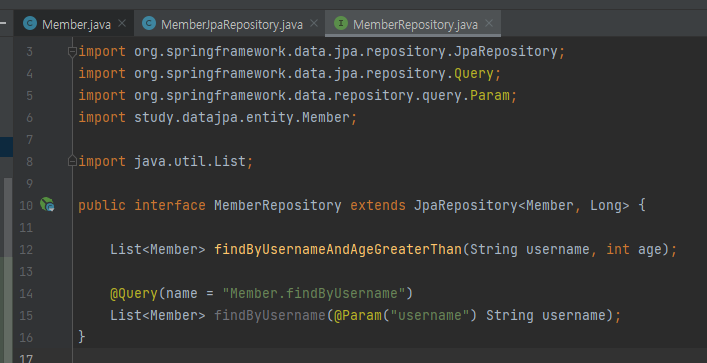 Member.java
MemberJpaRepository.java
MemberRepository.java
3 import org.springframework.data.jpa.repository.JpaRepository;
4 import org.springframework.data.jpa.repository.Query;
5 import org.springframework.data.repository.query.Param;
6 import study.datajpa.entity.Member;
7
8 import java.util.List;
9
10 public interface MemberRepository extends JpaRepository<Member, Long> {
11
12 List<Member> findByUsernameAndAgeGreaterThan(String username, int age);
13
14 @Query(name = "Member.findByUsername")
15 List<Member> findByUsername(@Param("username") String username);
16 }
17